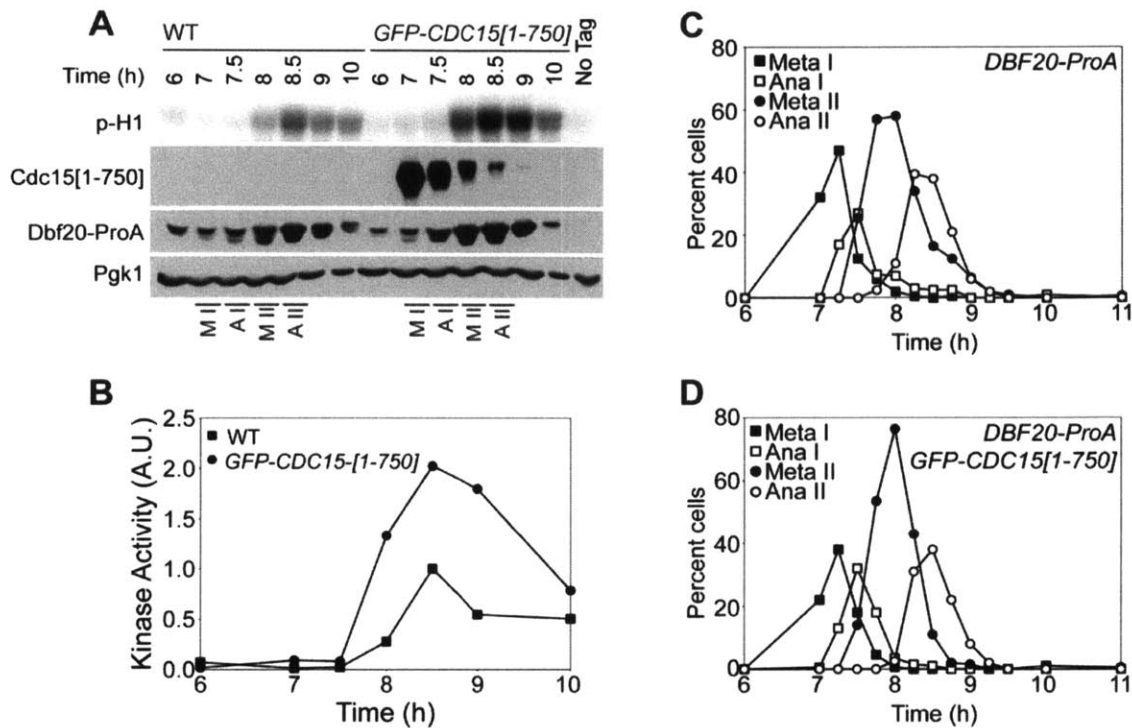 A
WT
GFP-CDC15[1-750]
No Tag
Time (h)
6 7 7.5 8 8.5 9 10 6 7 7.5 8 8.5 9 10
p-H1
Cdc15[1-750]
Dbf20-ProA
Pgk1
M I A I M II A II M I A I M II A II
B
Kinase Activity (A.U.)
2.5
2.0
1.5
1.0
0.5
0.0
WT
GFP-CDC15-[1-750]
6 7 8 9 10
Time (h)
C
DBF20-ProA
Meta I
Ana I
Meta II
Ana II
Percent cells
80
60
40
20
0
6 7 8 9 10 11
Time (h)
D
DBF20-ProA
GFP-CDC15[1-750]
Meta I
Ana I
Meta II
Ana II
Percent cells
80
60
40
20
0
6 7 8 9 10 11
Time (h)